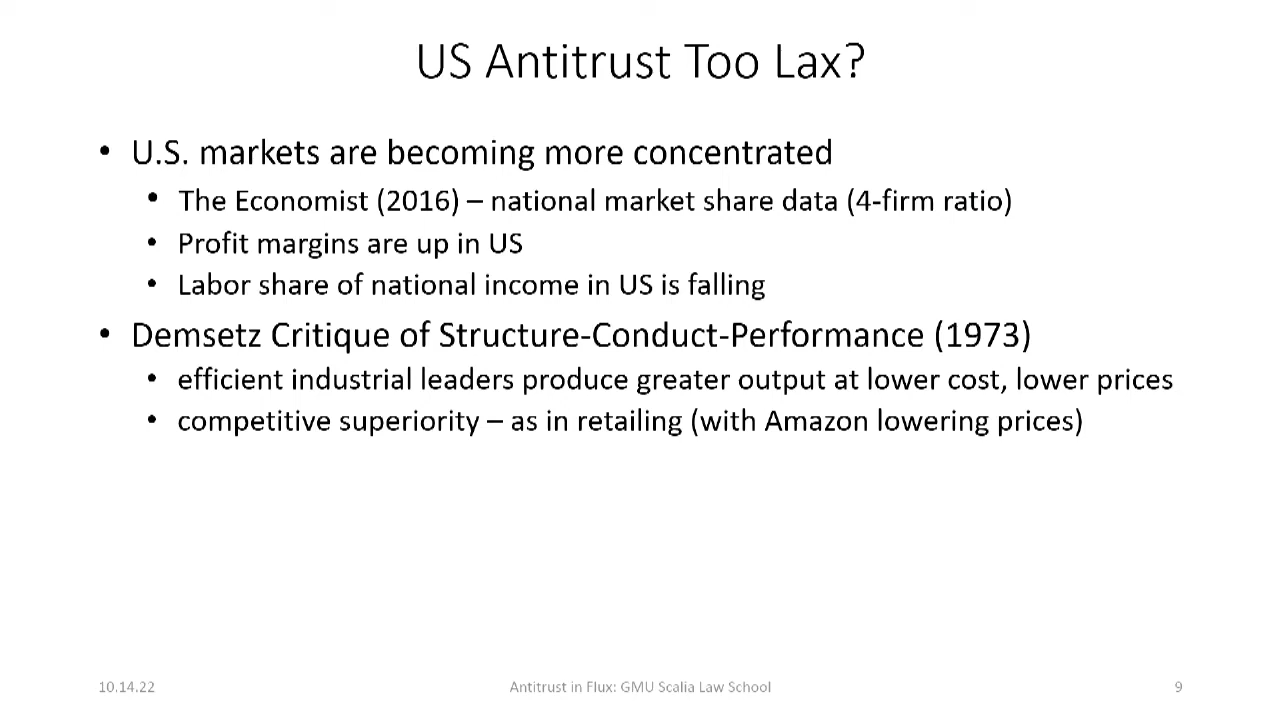 US Antitrust Too Lax?
• U.S. markets are becoming more concentrated
• The Economist (2016) – national market share data (4-firm ratio)
• Profit margins are up in US
• Labor share of national income in US is falling
• Demsetz Critique of Structure-Conduct-Performance (1973)
• efficient industrial leaders produce greater output at lower cost, lower prices
• competitive superiority – as in retailing (with Amazon lowering prices)
10.14.22
Antitrust in Flux: GMU Scalia Law School
9